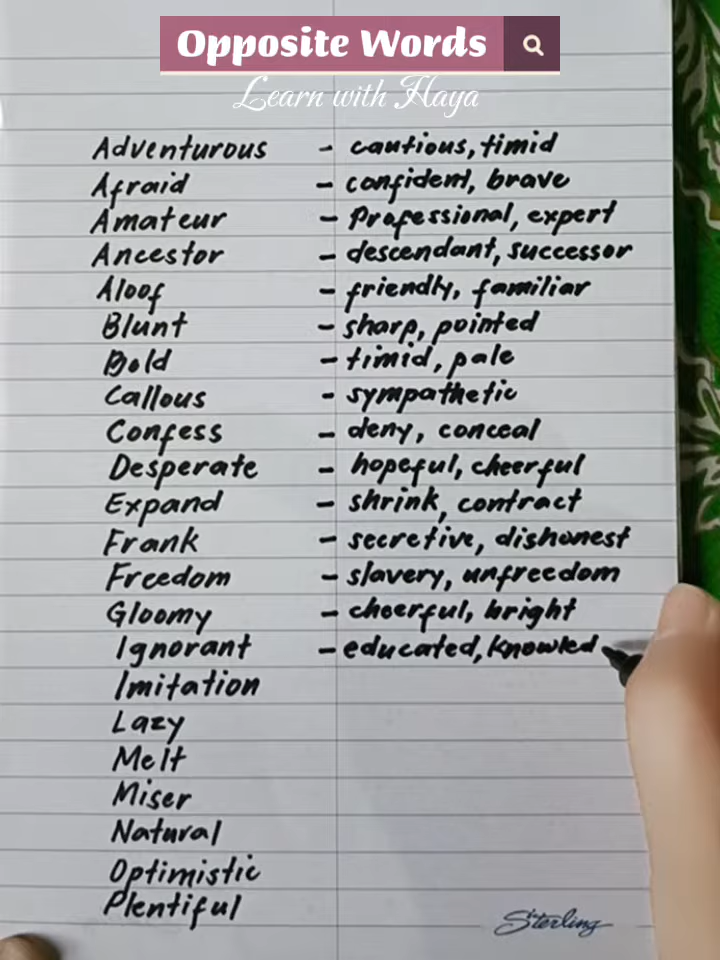 Opposite Words
Learn with Haya
Adventurous - cautious, timid
Afraid - confident, brave
Amateur - Professional, expert
Ancestor - descendant, successor
Aloof - friendly, familiar
Blunt - sharp, pointed
Bold - timid, pale
Callous - sympathetic
Confess - deny, conceal
Desperate - hopeful, cheerful
Expand - shrink, contract
Frank - secretive, dishonest
Freedom - slavery, unfreedom
Gloomy - cheerful, bright
Ignorant - educated, knowled
Imitation
Lazy
Melt
Miser
Natural
Optimistic
Plentiful
Sterling